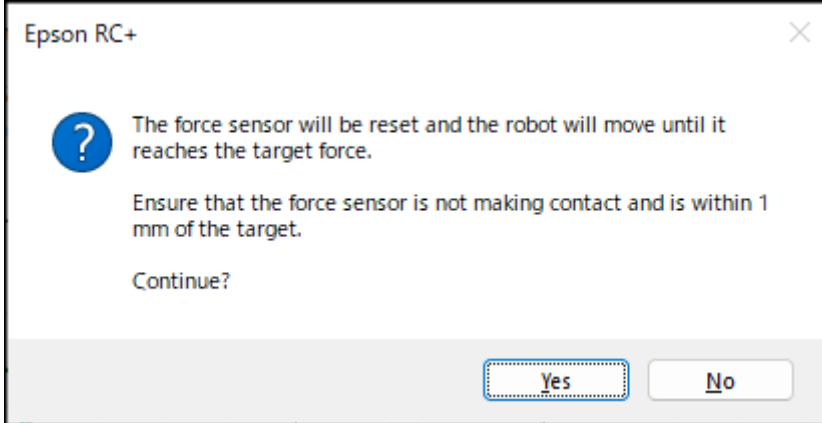 Epson RC+
The force sensor will be reset and the robot will move until it
reaches the target force.
Ensure that the force sensor is not making contact and is within 1
mm of the target.
Continue?
Yes
No